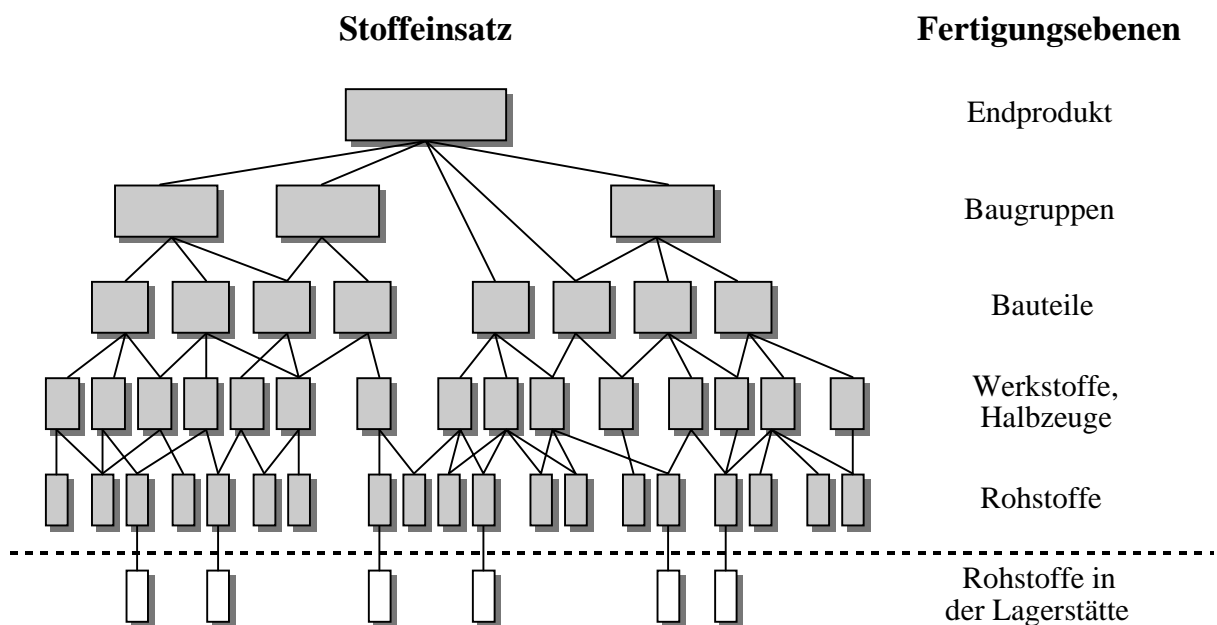 Stoffeinsatz
Fertigungsebenen
Endprodukt
Baugruppen
Bauteile
Werkstoffe,
Halbzeuge
Rohstoffe
Rohstoffe in
der Lagerstätte